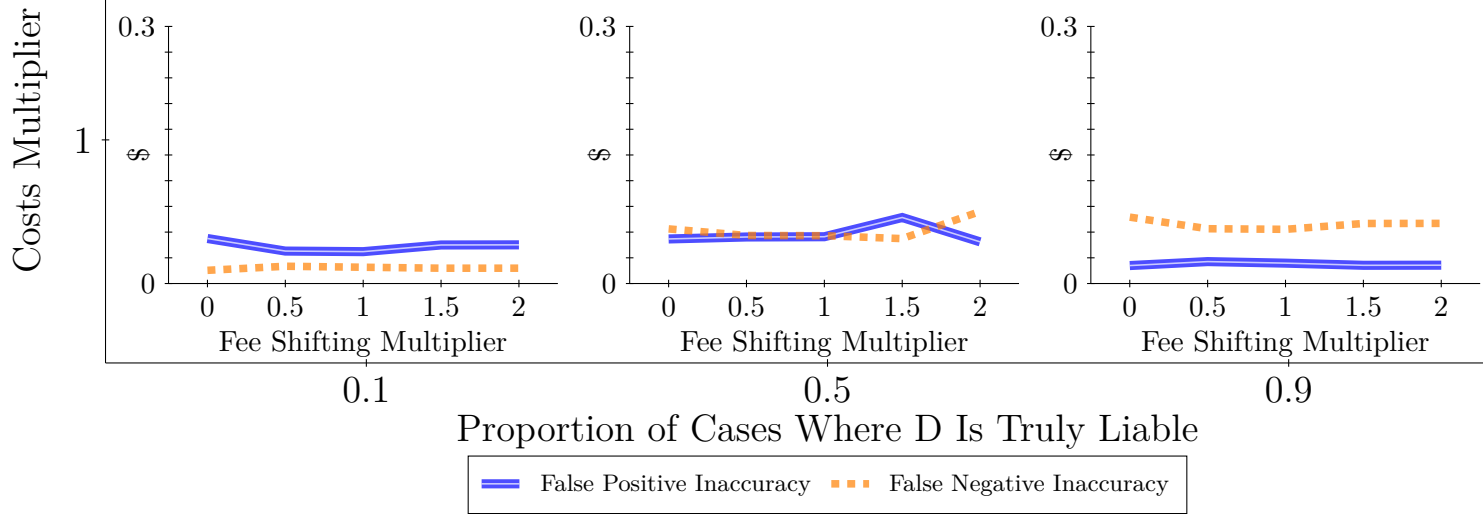 Costs Multiplier
1
0.3
$
0
0 0.5 1 1.5 2
Fee Shifting Multiplier
0.3
$
0
0 0.5 1 1.5 2
Fee Shifting Multiplier
0.3
$
0
0 0.5 1 1.5 2
Fee Shifting Multiplier
0.1 0.5 0.9
Proportion of Cases Where D Is Truly Liable
False Positive Inaccuracy False Negative Inaccuracy